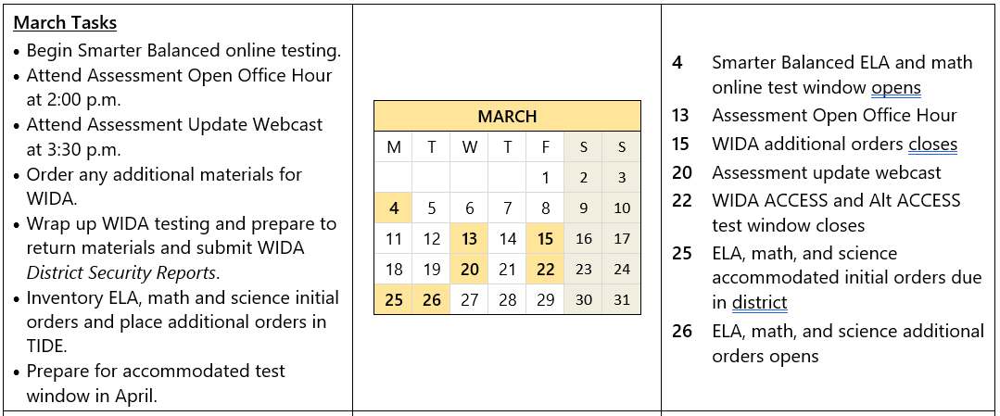 March Tasks
• Begin Smarter Balanced online testing.
• Attend Assessment Open Office Hour
at 2:00 p.m.
• Attend Assessment Update Webcast
at 3:30 p.m.
• Order any additional materials for
WIDA.
• Wrap up WIDA testing and prepare to
return materials and submit WIDA
District Security Reports.
• Inventory ELA, math and science initial
orders and place additional orders in
TIDE.
• Prepare for accommodated test
window in April.
MARCH
M T W T F S S
1 2 3
4 5 6 7 8 9 10
11 12 13 14 15 16 17
18 19 20 21 22 23 24
25 26 27 28 29 30 31
4 Smarter Balanced ELA and math
online test window opens
13 Assessment Open Office Hour
15 WIDA additional orders closes
20 Assessment update webcast
22 WIDA ACCESS and Alt ACCESS
test window closes
25 ELA, math, and science
accommodated initial orders due
in district
26 ELA, math, and science additional
orders opens